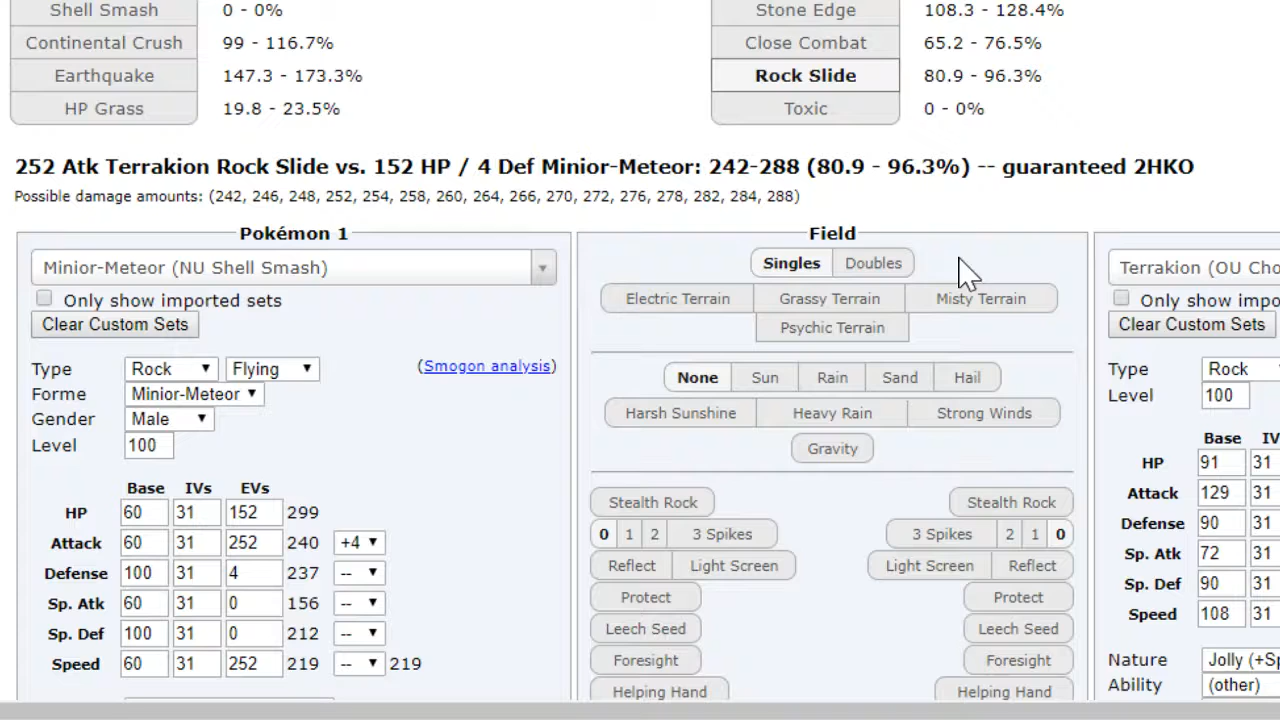 Shell Smash 0 - 0% Stone Edge 108.3 - 128.4%
Continental Crush 99 - 116.7% Close Combat 65.2 - 76.5%
Earthquake 147.3 - 173.3% Rock Slide 80.9 - 96.3%
HP Grass 19.8 - 23.5% Toxic 0 - 0%
252 Atk Terrakion Rock Slide vs. 152 HP / 4 Def Minior-Meteor: 242-288 (80.9 - 96.3%) -- guaranteed 2HKO
Possible damage amounts: (242, 246, 248, 252, 254, 258, 260, 264, 266, 270, 272, 276, 278, 282, 284, 288)
Pokémon 1
Minior-Meteor (NU Shell Smash)
Only show imported sets
Clear Custom Sets
Type Rock Flying (Smogon analysis)
Forme Minior-Meteor
Gender Male
Level 100
Base IVs EVs
HP 60 31 152 299
Attack 60 31 252 240 +4
Defense 100 31 4 237 --
Sp. Atk 60 31 0 156 --
Sp. Def 100 31 0 212 --
Speed 60 31 252 219 -- 219
Field
Singles Doubles
Electric Terrain Grassy Terrain Misty Terrain
Psychic Terrain
None Sun Rain Sand Hail
Harsh Sunshine Heavy Rain Strong Winds
Gravity
Stealth Rock Stealth Rock
0 1 2 3 Spikes 3 Spikes 2 1 0
Reflect Light Screen Light Screen Reflect
Protect Protect
Leech Seed Leech Seed
Foresight Foresight
Helping Hand Helping Hand
Terrakion (OU Cho
Only show impo
Clear Custom Sets
Type Rock
Level 100
Base IV
HP 91 31
Attack 129 31
Defense 90 31
Sp. Atk 72 31
Sp. Def 90 31
Speed 108 31
Nature Jolly (+Sp
Ability (other)